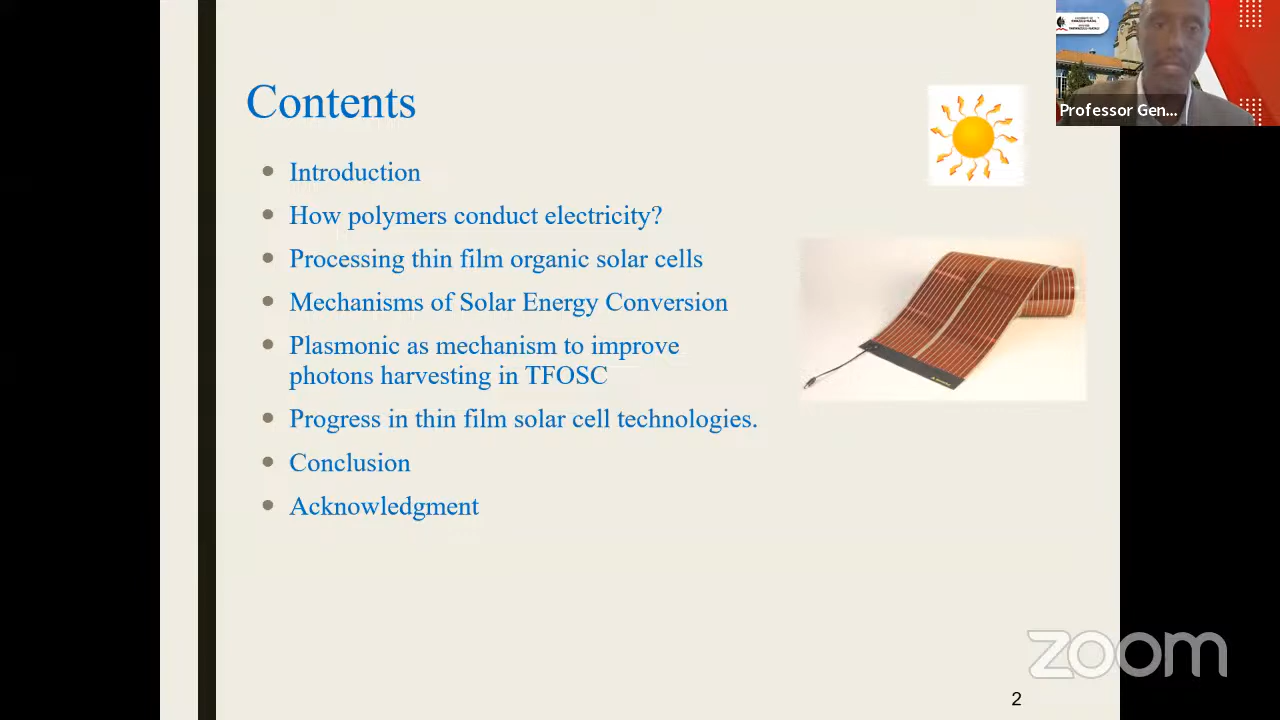 Contents
Introduction
How polymers conduct electricity?
Processing thin film organic solar cells
Mechanisms of Solar Energy Conversion
Plasmonic as mechanism to improve
photons harvesting in TFOSC
Progress in thin film solar cell technologies.
Conclusion
Acknowledgment
Professor Gen...
zoom
2